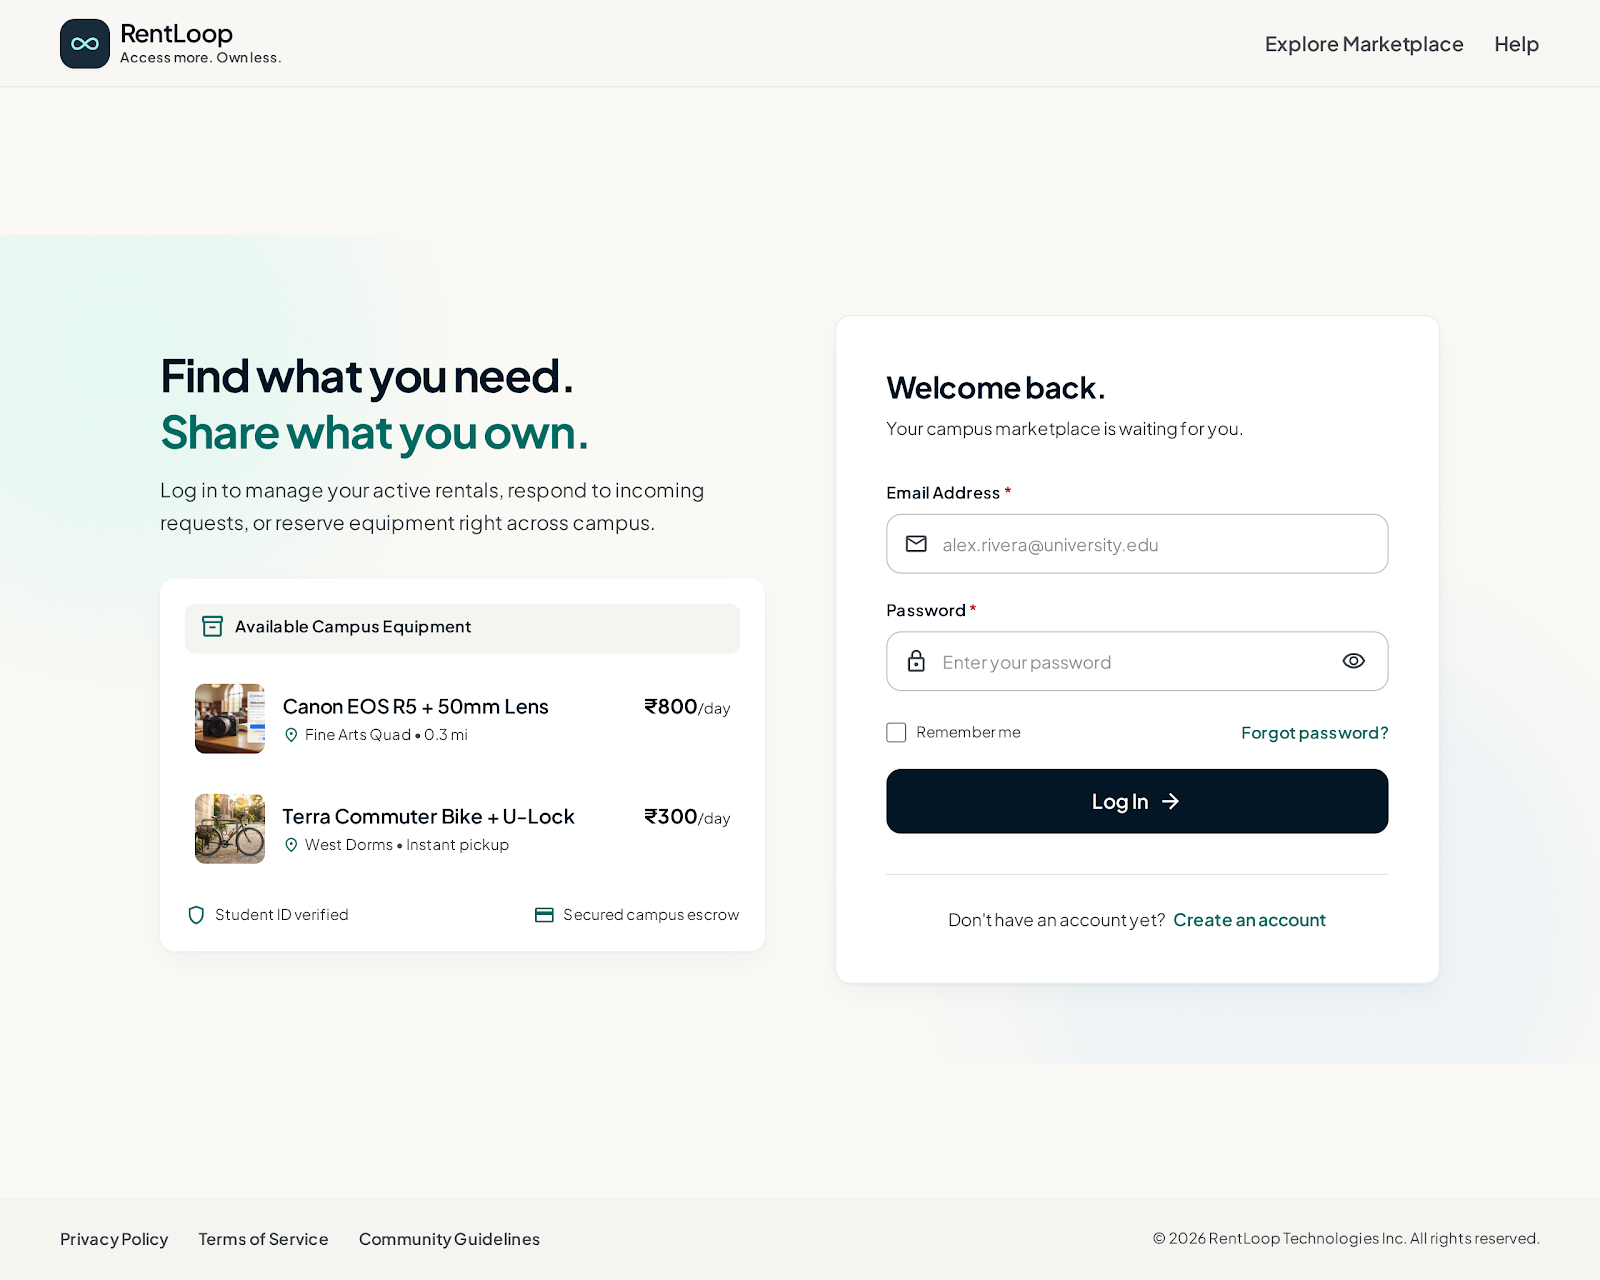 RentLoop
Access more. Own less.
Explore Marketplace
Help
Find what you need.
Share what you own.
Log in to manage your active rentals, respond to incoming
requests, or reserve equipment right across campus.
Available Campus Equipment
Canon EOS R5 + 50mm Lens
₹800/day
Fine Arts Quad • 0.3 mi
Terra Commuter Bike + U-Lock
₹300/day
West Dorms • Instant pickup
Student ID verified
Secured campus escrow
Welcome back.
Your campus marketplace is waiting for you.
Email Address *
alex.rivera@university.edu
Password *
Enter your password
Remember me
Forgot password?
Log In →
Don't have an account yet? Create an account
Privacy Policy
Terms of Service
Community Guidelines
© 2026 RentLoop Technologies Inc. All rights reserved.